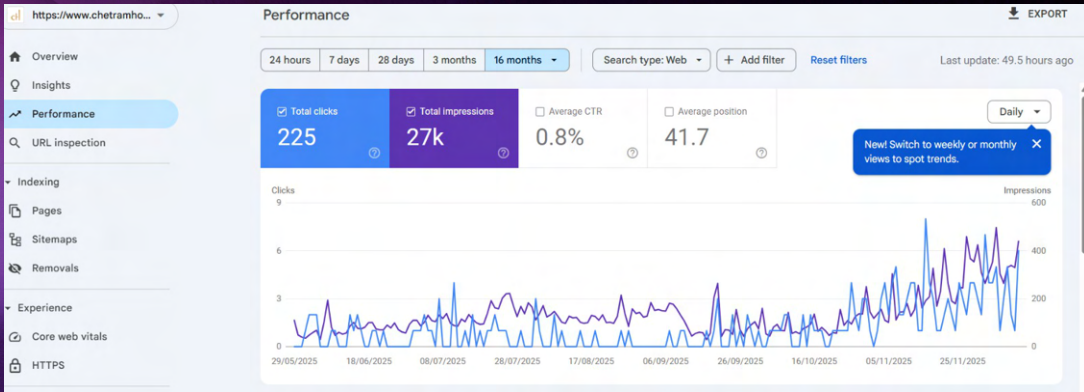 https://www.chetramho...
Performance
EXPORT
Overview
Insights
Performance
URL inspection
Indexing
Pages
Sitemaps
Removals
Experience
Core web vitals
HTTPS
24 hours 7 days 28 days 3 months 16 months
Search type: Web
+ Add filter
Reset filters
Last update: 49.5 hours ago
Total clicks
225
Total impressions
27k
Average CTR
0.8%
Average position
41.7
Daily
New! Switch to weekly or monthly
views to spot trends.
Clicks
Impressions
9
6
3
0
600
400
200
0
29/05/2025 18/06/2025 08/07/2025 28/07/2025 17/08/2025 06/09/2025 26/09/2025 16/10/2025 05/11/2025 25/11/2025